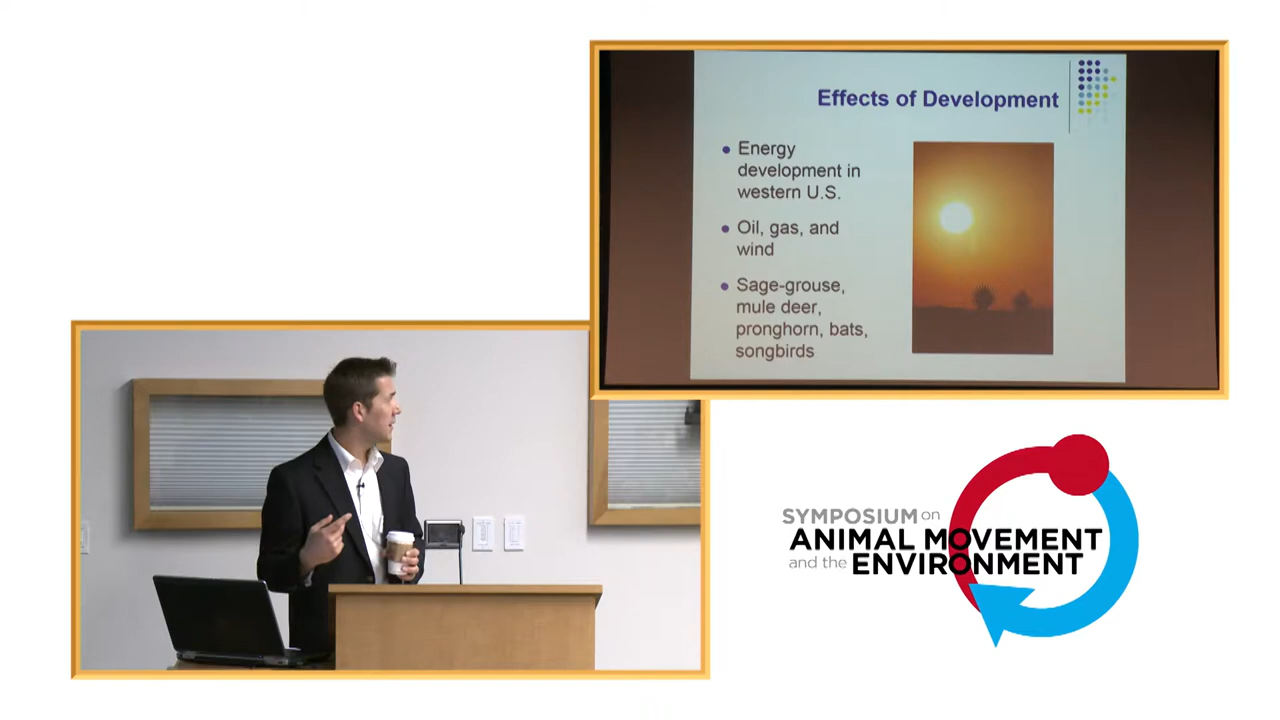 Effects of Development
Energy
development in
western U.S.
Oil, gas, and
wind
Sage-grouse,
mule deer,
pronghorn, bats,
songbirds
SYMPOSIUM on
ANIMAL MOVEMENT
and the ENVIRONMENT